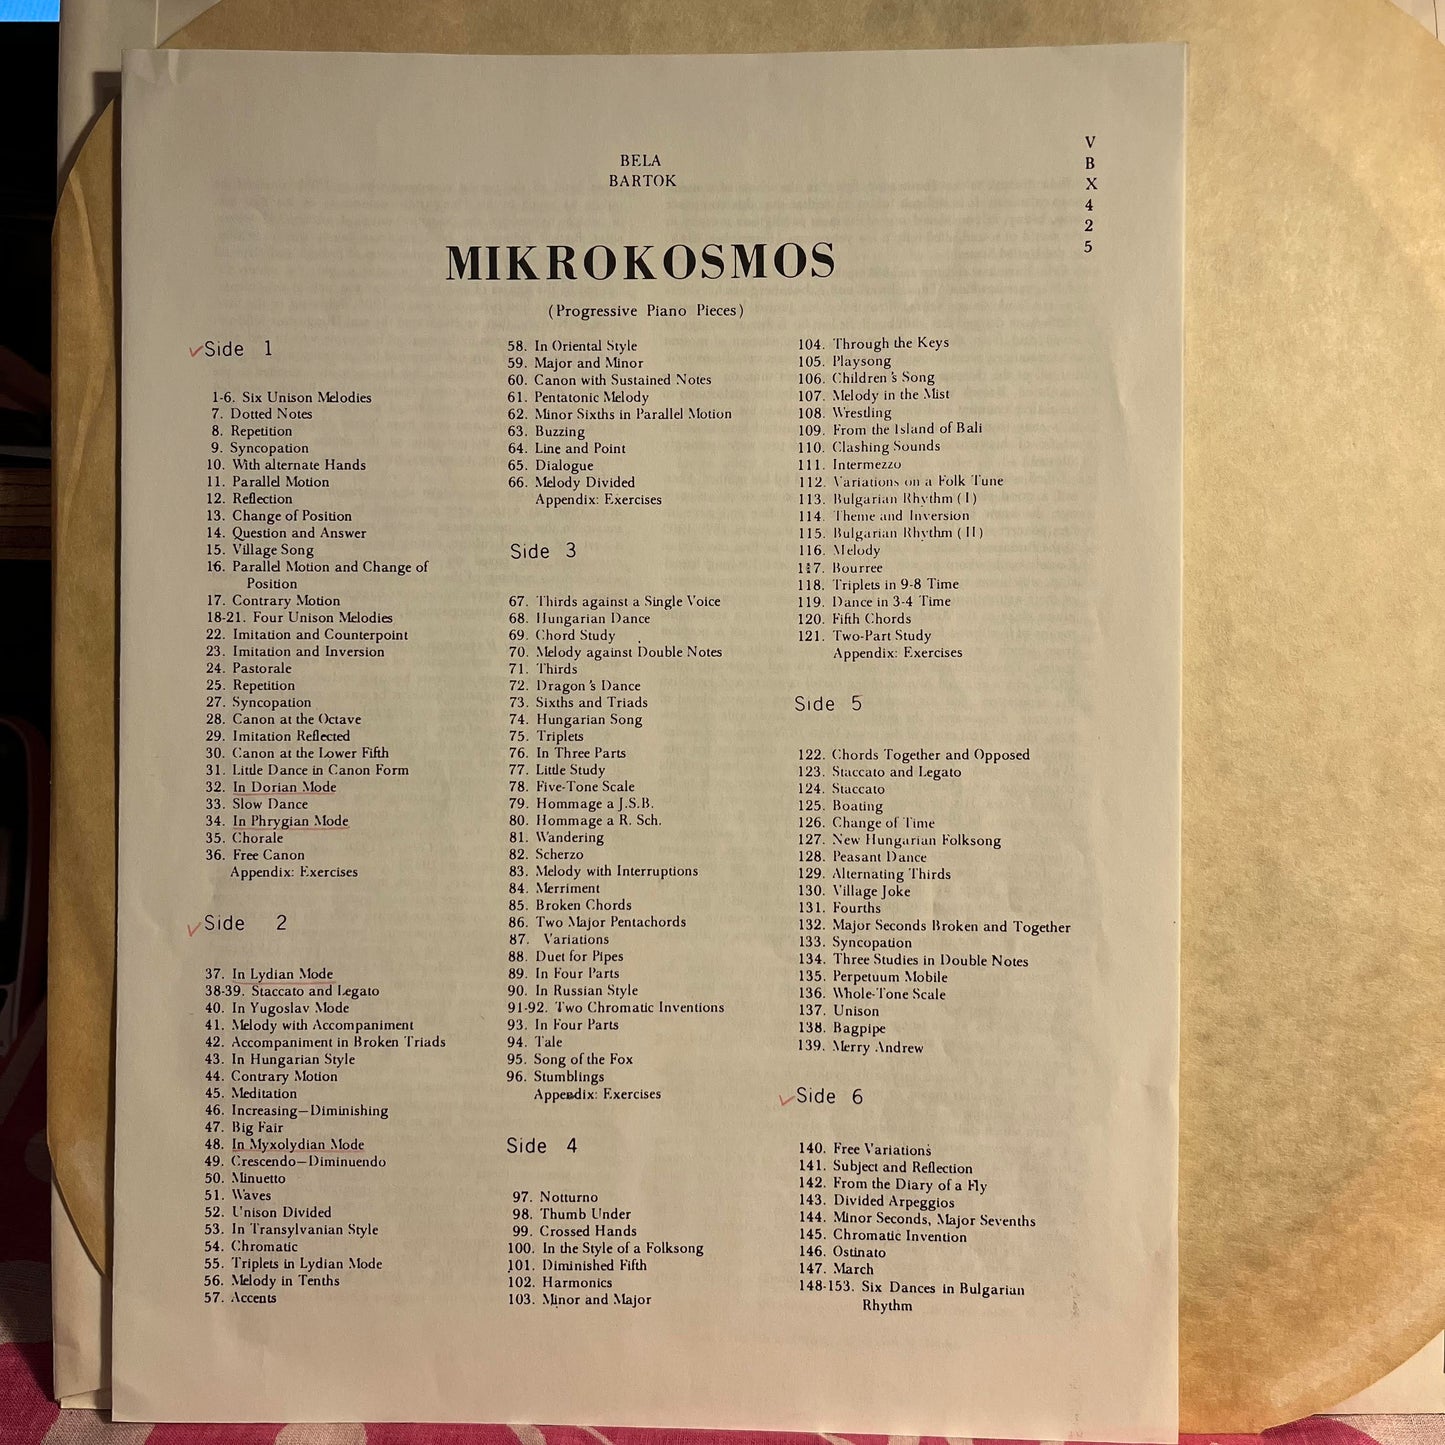 BELA
BARTOK
V
B
X
4
2
5
MIKROKOSMOS
(Progressive Piano Pieces)
Side 1
1-6. Six Unison Melodies
7. Dotted Notes
8. Repetition
9. Syncopation
10. With alternate Hands
11. Parallel Motion
12. Reflection
13. Change of Position
14. Question and Answer
15. Village Song
16. Parallel Motion and Change of
Position
17. Contrary Motion
18-21. Four Unison Melodies
22. Imitation and Counterpoint
23. Imitation and Inversion
24. Pastorale
25. Repetition
27. Syncopation
28. Canon at the Octave
29. Imitation Reflected
30. Canon at the Lower Fifth
31. Little Dance in Canon Form
32. In Dorian Mode
33. Slow Dance
34. In Phrygian Mode
35. Chorale
36. Free Canon
Appendix: Exercises
Side 2
37. In Lydian Mode
38-39. Staccato and Legato
40. In Yugoslav Mode
41. Melody with Accompaniment
42. Accompaniment in Broken Triads
43. In Hungarian Style
44. Contrary Motion
45. Meditation
46. Increasing—Diminishing
47. Big Fair
48. In Myxolydian Mode
49. Crescendo—Diminuendo
50. Minuetto
51. Waves
52. Unison Divided
53. In Transylvanian Style
54. Chromatic
55. Triplets in Lydian Mode
56. Melody in Tenths
57. Accents
58. In Oriental Style
59. Major and Minor
60. Canon with Sustained Notes
61. Pentatonic Melody
62. Minor Sixths in Parallel Motion
63. Buzzing
64. Line and Point
65. Dialogue
66. Melody Divided
Appendix: Exercises
Side 3
67. Thirds against a Single Voice
68. Hungarian Dance
69. Chord Study
70. Melody against Double Notes
71. Thirds
72. Dragon's Dance
73. Sixths and Triads
74. Hungarian Song
75. Triplets
76. In Three Parts
77. Little Study
78. Five-Tone Scale
79. Hommage a J.S.B.
80. Hommage a R. Sch.
81. Wandering
82. Scherzo
83. Melody with Interruptions
84. Merriment
85. Broken Chords
86. Two Major Pentachords
87. Variations
88. Duet for Pipes
89. In Four Parts
90. In Russian Style
91-92. Two Chromatic Inventions
93. In Four Parts
94. Tale
95. Song of the Fox
96. Stumblings
Appendix: Exercises
Side 4
97. Notturno
98. Thumb Under
99. Crossed Hands
100. In the Style of a Folksong
101. Diminished Fifth
102. Harmonics
103. Minor and Major
104. Through the Keys
105. Playsong
106. Children's Song
107. Melody in the Mist
108. Wrestling
109. From the Island of Bali
110. Clashing Sounds
111. Intermezzo
112. Variations on a Folk Tune
113. Bulgarian Rhythm (I)
114. Theme and Inversion
115. Bulgarian Rhythm (II)
116. Melody
117. Bourree
118. Triplets in 9-8 Time
119. Dance in 3-4 Time
120. Fifth Chords
121. Two-Part Study
Appendix: Exercises
Side 5
122. Chords Together and Opposed
123. Staccato and Legato
124. Staccato
125. Boating
126. Change of Time
127. New Hungarian Folksong
128. Peasant Dance
129. Alternating Thirds
130. Village Joke
131. Fourths
132. Major Seconds Broken and Together
133. Syncopation
134. Three Studies in Double Notes
135. Perpetuum Mobile
136. Whole-Tone Scale
137. Unison
138. Bagpipe
139. Merry Andrew
Side 6
140. Free Variations
141. Subject and Reflection
142. From the Diary of a Fly
143. Divided Arpeggios
144. Minor Seconds, Major Sevenths
145. Chromatic Invention
146. Ostinato
147. March
148-153. Six Dances in Bulgarian
Rhythm